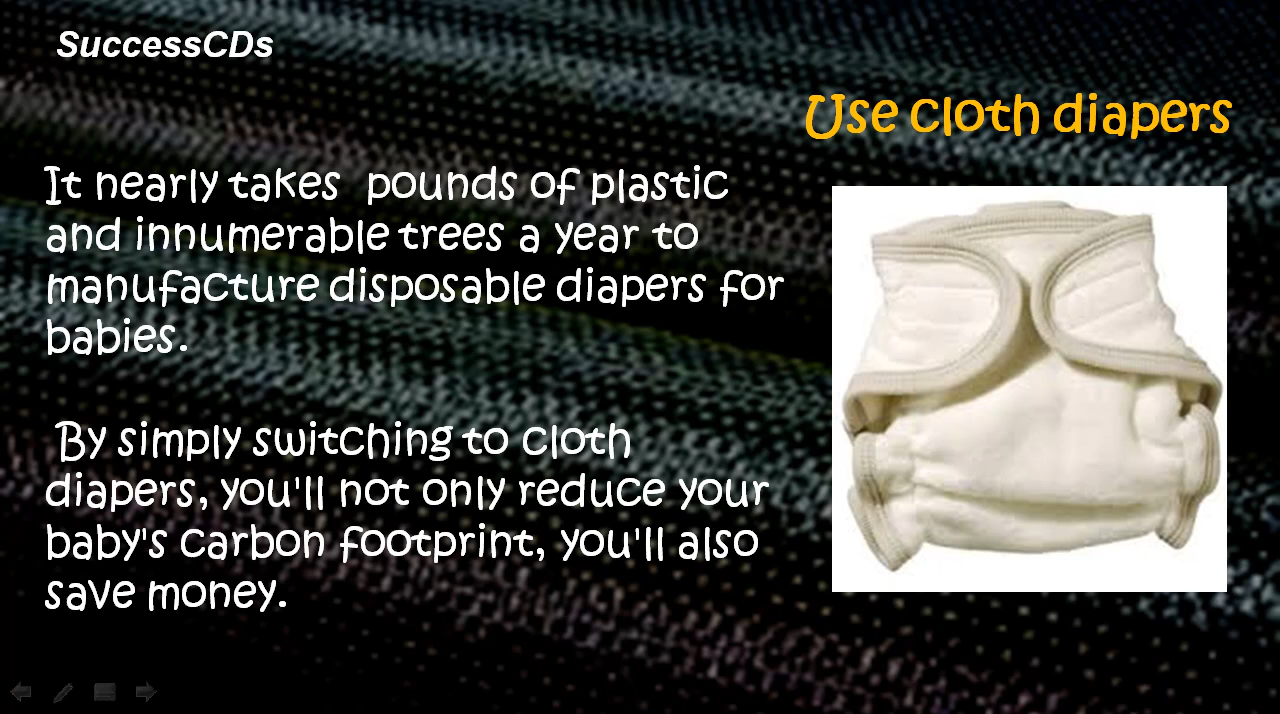 SuccessCDs
Use cloth diapers
It nearly takes pounds of plastic
and innumerable trees a year to
manufacture disposable diapers for
babies.
By simply switching to cloth
diapers, you'll not only reduce your
baby's carbon footprint, you'll also
save money.